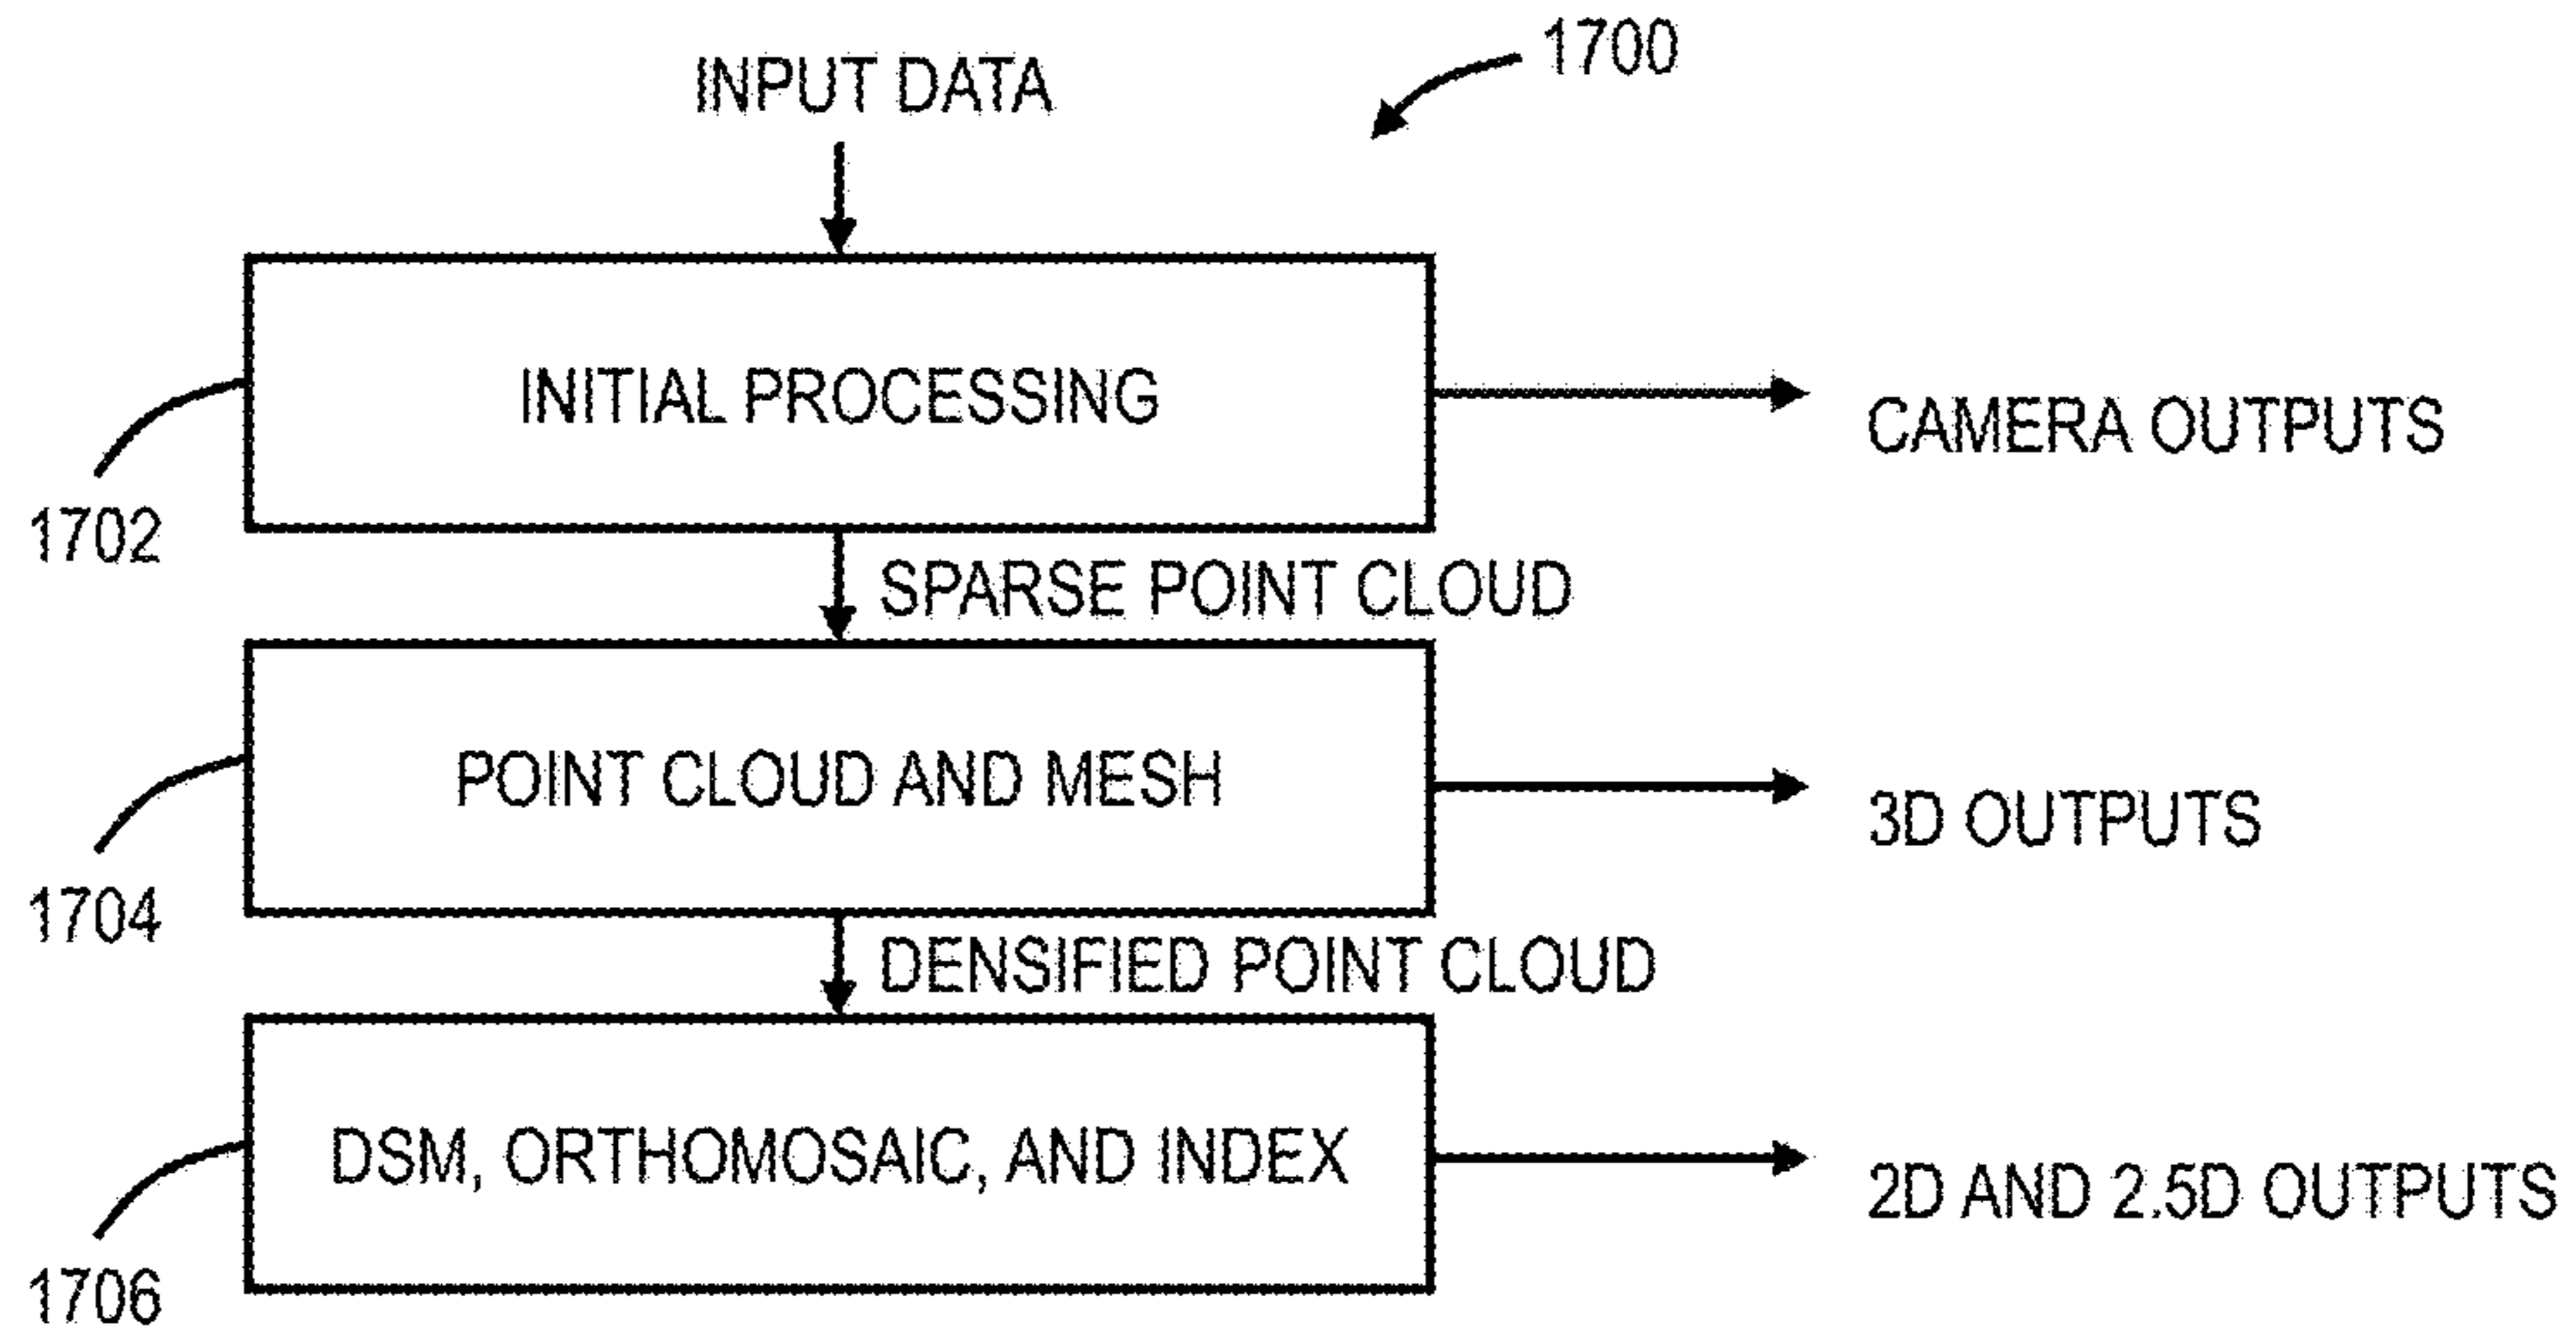 1700
INPUT DATA
INITIAL PROCESSING
CAMERA OUTPUTS
1702
SPARSE POINT CLOUD
POINT CLOUD AND MESH
3D OUTPUTS
1704
DENSIFIED POINT CLOUD
DSM, ORTHOMOSAIC, AND INDEX
2D AND 2.5D OUTPUTS
1706